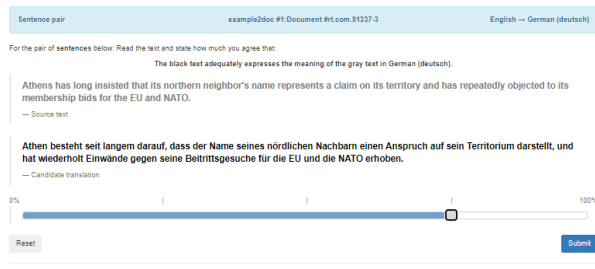 Sentence pair example2doc #1:Document #rt.com.91337-3 English → German (deutsch)
For the pair of sentences below: Read the text and state how much you agree that:
The black text adequately expresses the meaning of the gray text in German (deutsch).
Athens has long insisted that its northern neighbor's name represents a claim on its territory and has repeatedly objected to its
membership bids for the EU and NATO.
— Source text
Athen besteht seit langem darauf, dass der Name seines nördlichen Nachbarn einen Anspruch auf sein Territorium darstellt, und
hat wiederholt Einwände gegen seine Beitrittsgesuche für die EU und die NATO erhoben.
— Candidate translation
0% 100%
Reset Submit